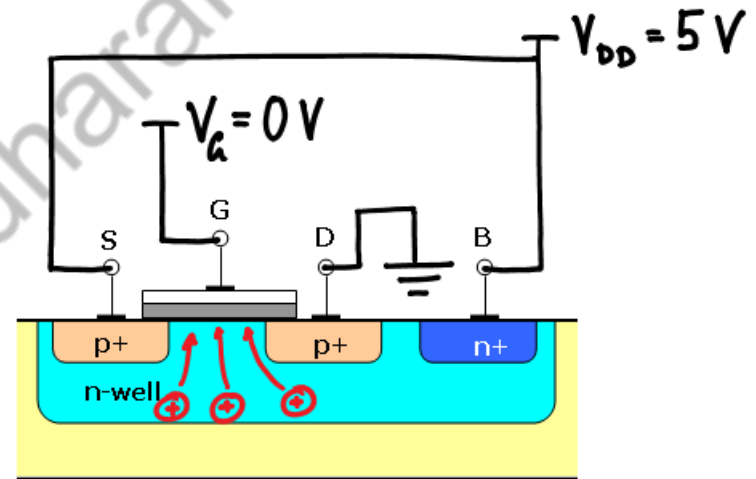 V_DD = 5 V
V_G = 0 V
G
S
D
B
p+
p+
n+
n-well
+
+
+